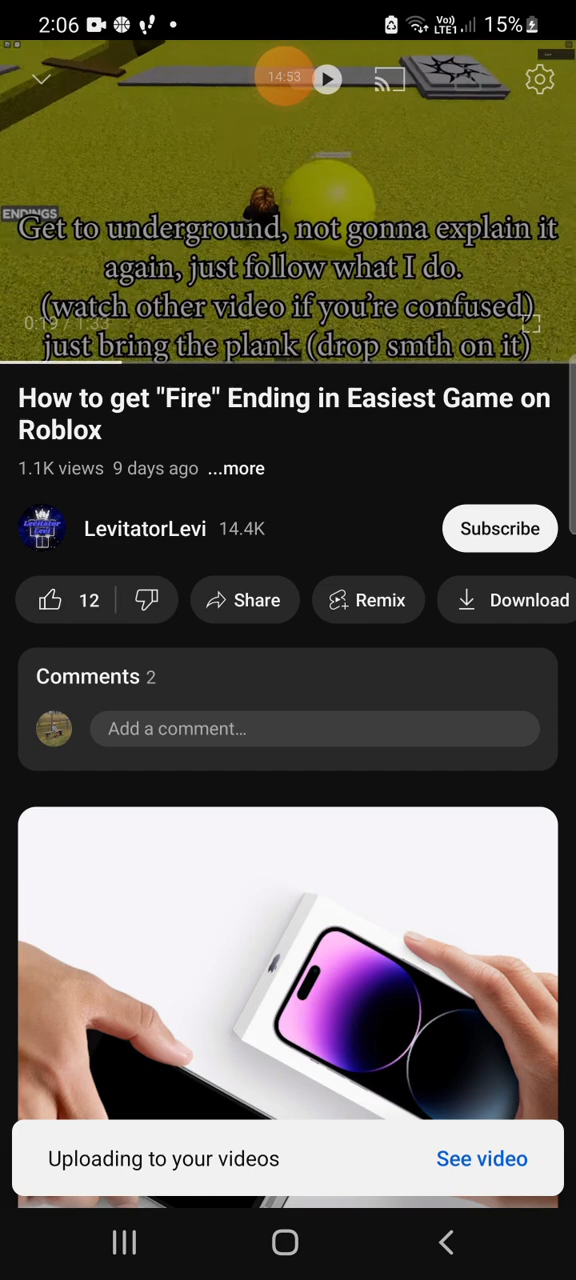 2:06
Vo))
LTE1
15%
14:53
ENDINGS
Get to underground, not gonna explain it
again, just follow what I do.
(watch other video if you're confused)
0:19 / 1:33
just bring the plank (drop smth on it)
How to get "Fire" Ending in Easiest Game on
Roblox
1.1K views 9 days ago ...more
LevitatorLevi 14.4K
Subscribe
12
Share
Remix
Download
Comments 2
Add a comment...
Uploading to your videos
See video